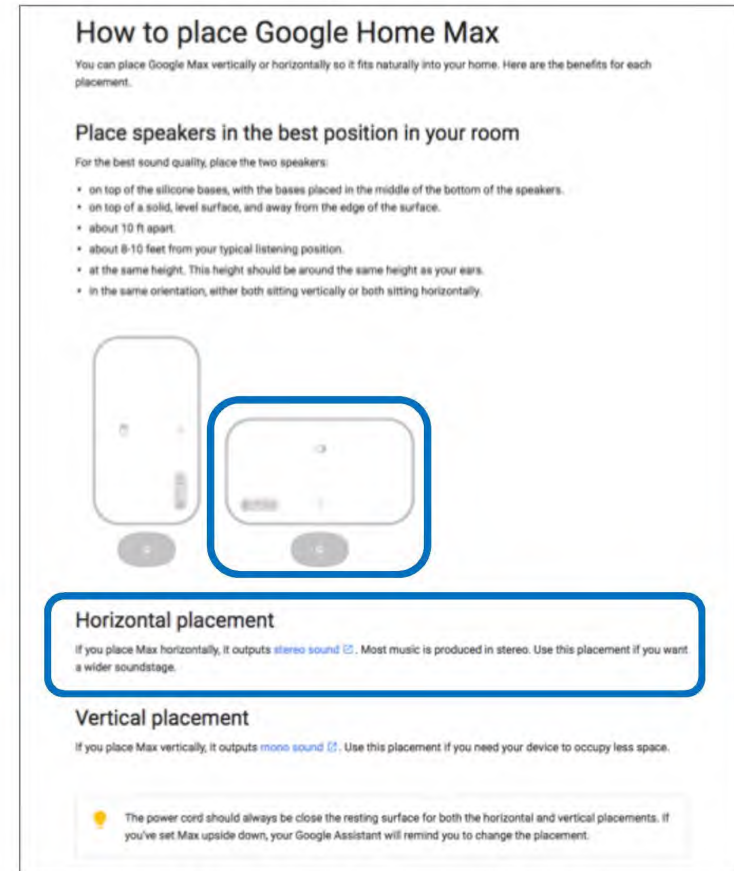 How to place Google Home Max
You can place Google Max vertically or horizontally so it fits naturally into your home. Here are the benefits for each
placement.
Place speakers in the best position in your room
For the best sound quality, place the two speakers:
• on top of the silicone bases, with the bases placed in the middle of the bottom of the speakers.
• on top of a solid, level surface, and away from the edge of the surface.
• about 10 ft apart.
• about 8-10 feet from your typical listening position.
• at the same height. This height should be around the same height as your ears.
• in the same orientation, either both sitting vertically or both sitting horizontally.
G
G
Horizontal placement
If you place Max horizontally, it outputs stereo sound. Most music is produced in stereo. Use this placement if you want
a wider soundstage.
Vertical placement
If you place Max vertically, it outputs mono sound. Use this placement if you need your device to occupy less space.
The power cord should always be close the resting surface for both the horizontal and vertical placements. If
you've set Max upside down, your Google Assistant will remind you to change the placement.